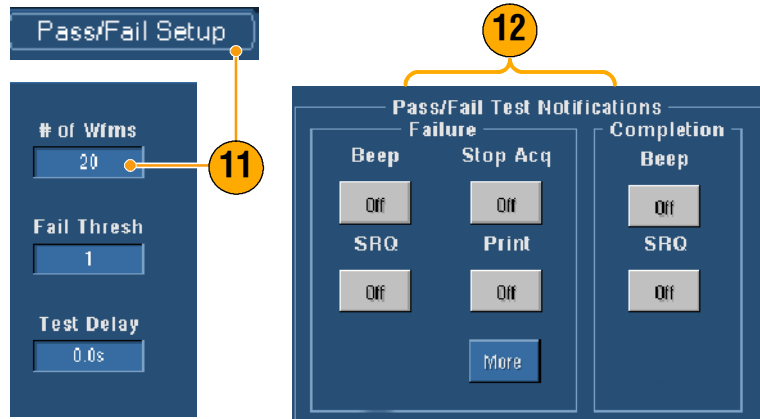 Pass/Fail Setup
# of Wfms
20
Fail Thresh
1
Test Delay
0.0s
11
12
Pass/Fail Test Notifications
Failure
Completion
Beep
Stop Acq
Beep
Off
Off
Off
SRQ
Print
SRQ
Off
Off
Off
More